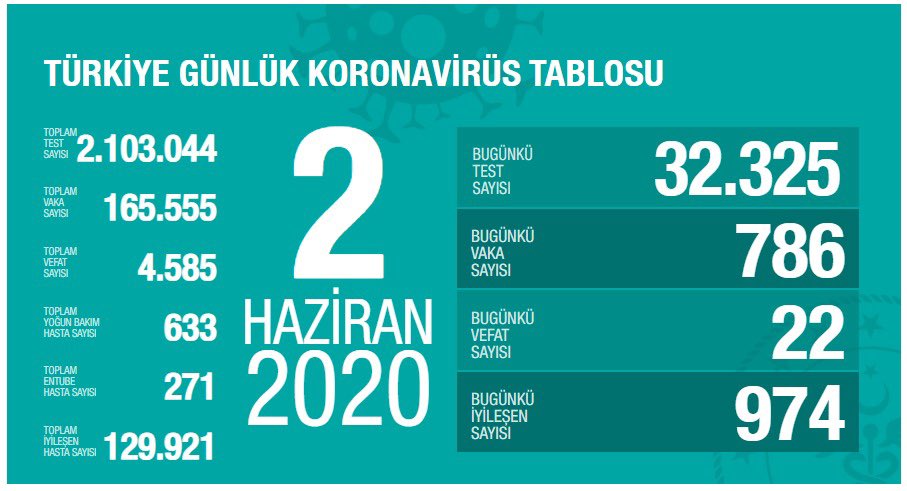 TÜRKİYE GÜNLÜK KORONAVİRÜS TABLOSU
TOPLAM
TEST
SAYISI
2.103.044
TOPLAM
VAKA
SAYISI
165.555
TOPLAM
VEFAT
SAYISI
4.585
TOPLAM
YOĞUN BAKIM
HASTA SAYISI
633
TOPLAM
ENTUBE
HASTA SAYISI
271
TOPLAM
İYİLEŞEN
HASTA SAYISI
129.921
2
HAZİRAN
2020
BUGÜNKÜ
TEST
SAYISI
32.325
BUGÜNKÜ
VAKA
SAYISI
786
BUGÜNKÜ
VEFAT
SAYISI
22
BUGÜNKÜ
İYİLEŞEN
SAYISI
974